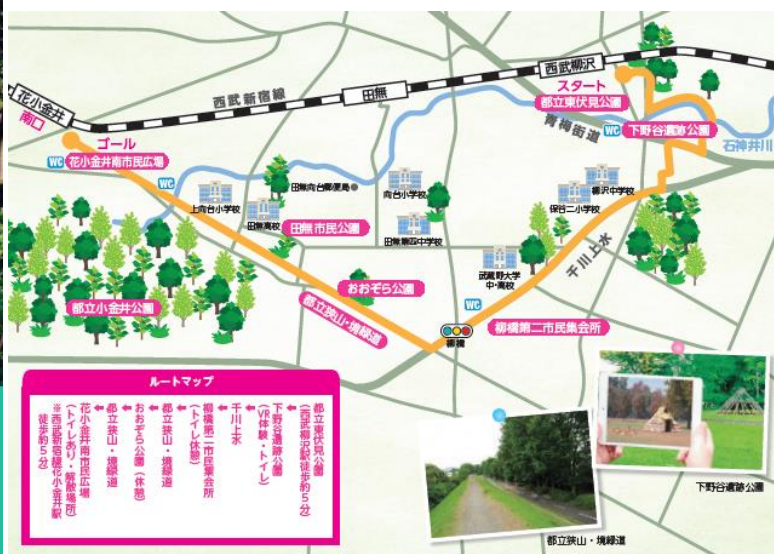 花小金井
南口
西武新宿線
田無
西武柳沢
スタート
都立東伏見公園
青梅街道
WC
下野谷遺跡公園
石神井川
ゴール
WC
花小金井南市民広場
WC
上向台小学校
田無向台郵便局
田無高校
田無市民公園
向台小学校
田無第四中学校
柳沢中学校
保谷二小学校
武蔵野大学
中・高校
千川上水
都立小金井公園
おおぞら公園
都立狭山・境緑道
WC
柳橋
柳橋第二市民集会所
ルートマップ
都立東伏見公園
(西武柳沢駅徒歩約5分)
下野谷遺跡公園
(VR体験・トイレ)
千川上水
柳橋第二市民集会所
(トイレ休憩)
都立狭山・境緑道
おおぞら公園(休憩)
都立狭山・境緑道
花小金井南市民広場
(トイレあり・解散場所)
※西武新宿線花小金井駅
徒歩約5分)
下野谷遺跡公園
都立狭山・境緑道